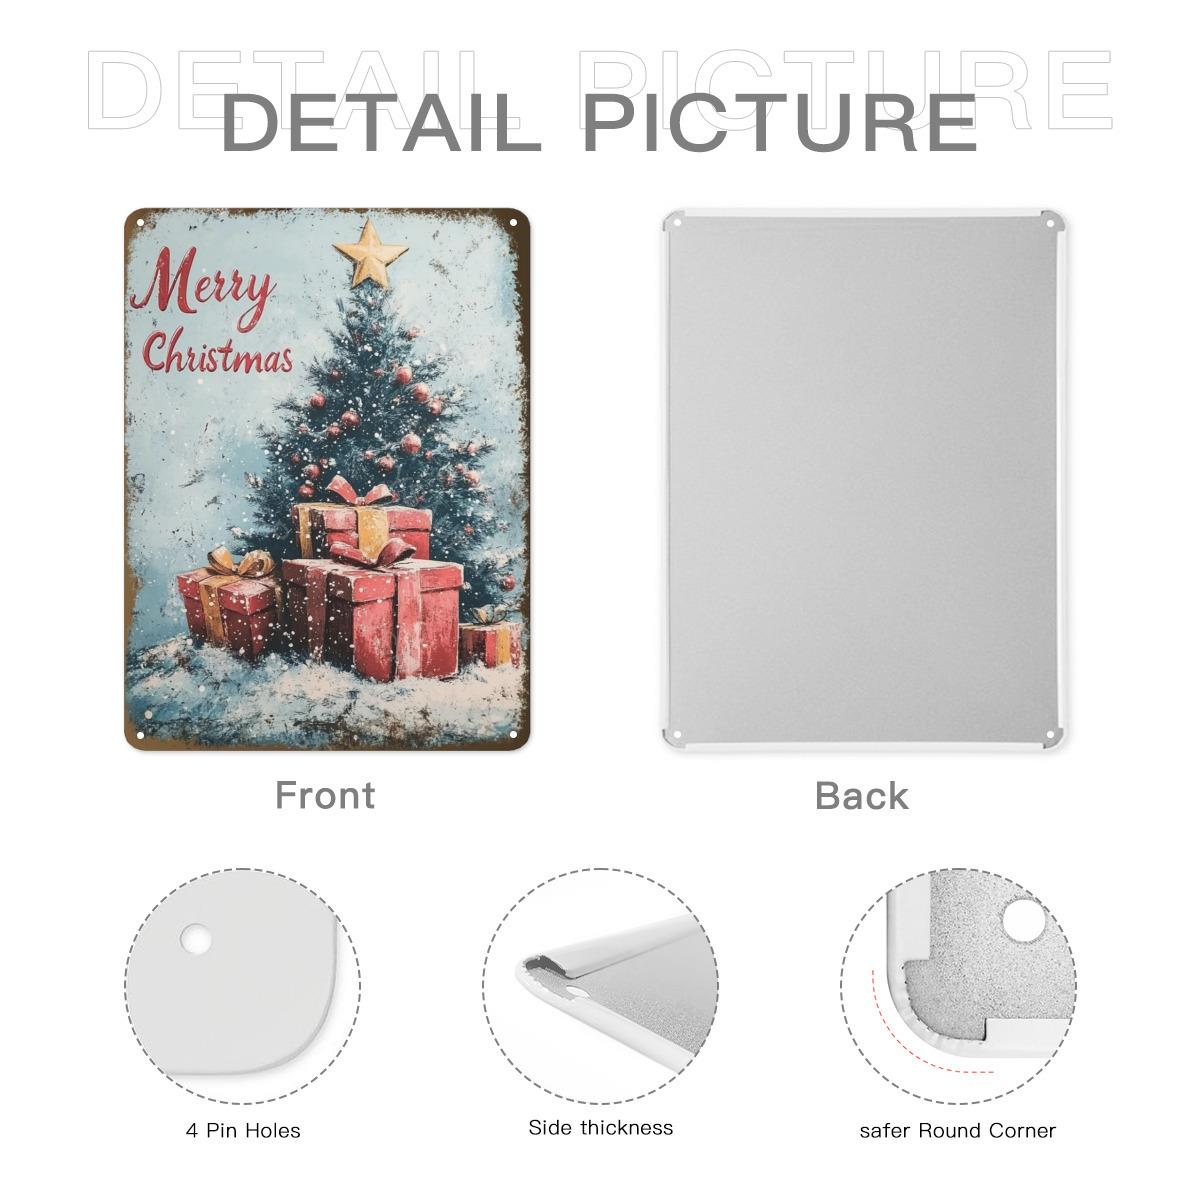 DETAIL PICTURE
DETAIL PICTURE
Merry
Christmas
Front
Back
4 Pin Holes
Side thickness
safer Round Corner